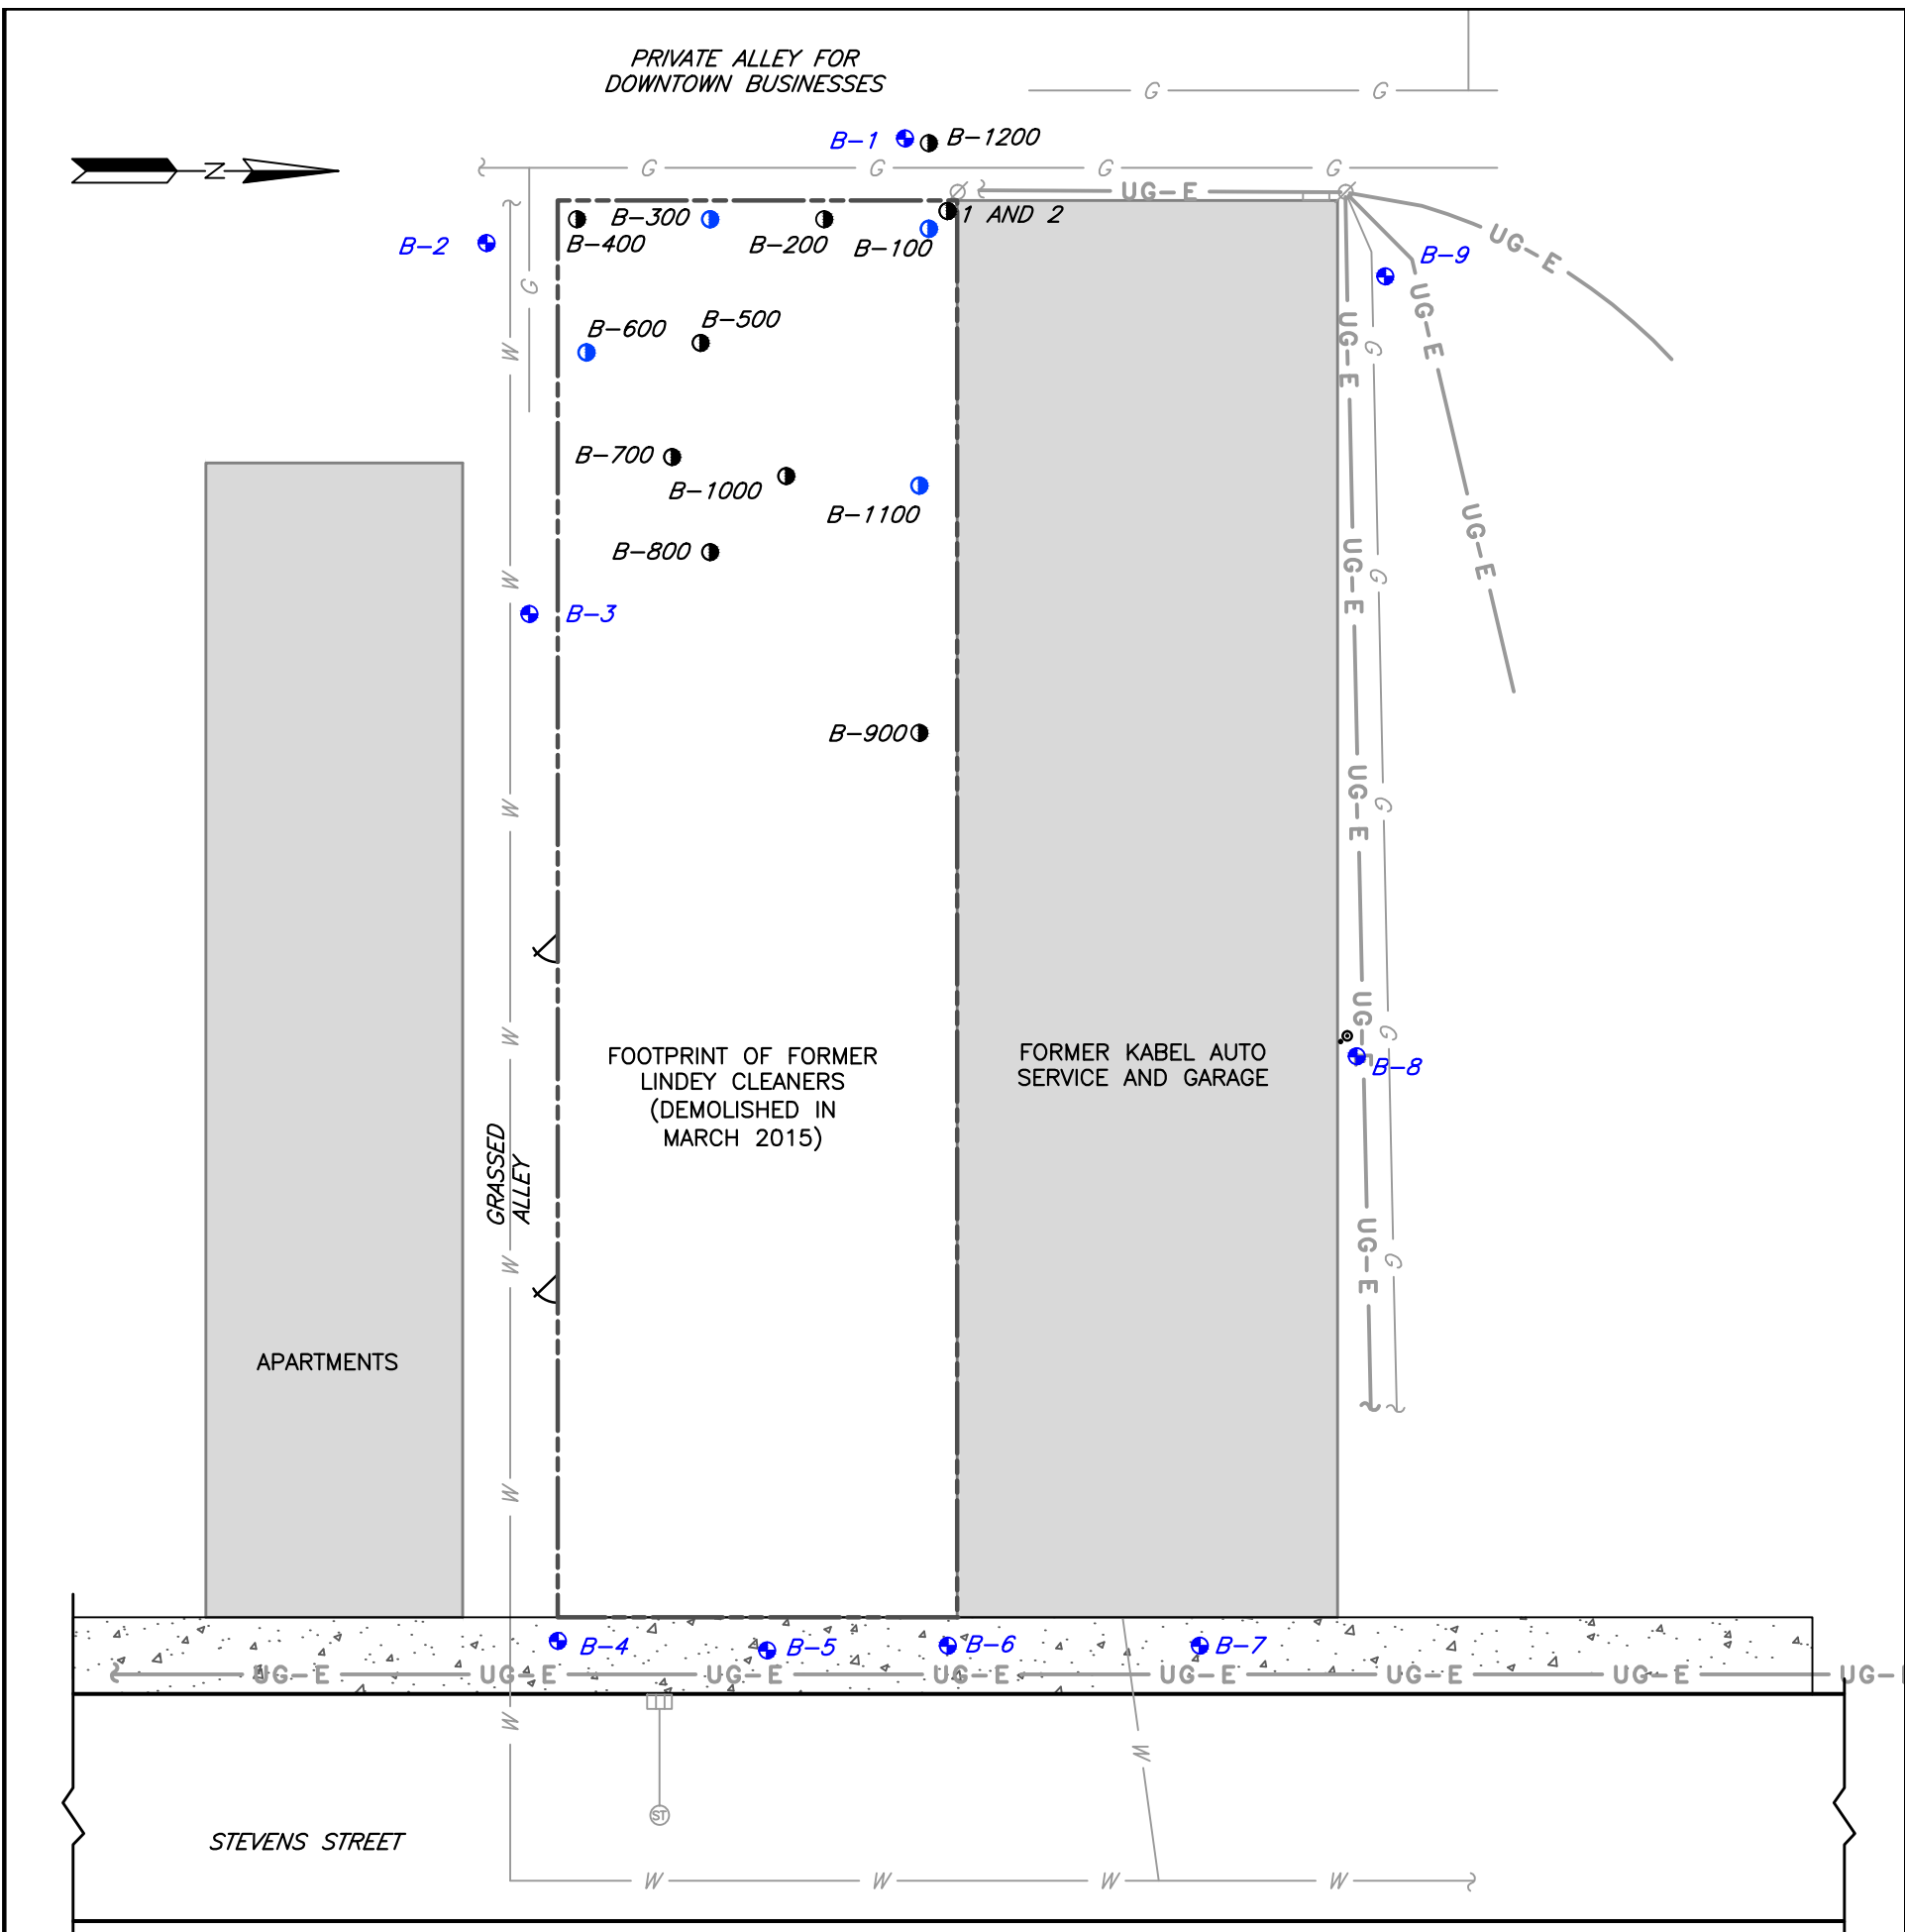 PRIVATE ALLEY FOR
DOWNTOWN BUSINESSES
G G
B-1 B-1200
N
G G G G
UG-E
B-300 1 AND 2
B-400 B-200 B-100
B-2 B-9
UG-E
G
UG-E
B-600 B-500
W UG-E G
B-700
B-1000
B-1100
UG-E
B-800
W UG-E G
B-3
B-900
W UG-E G
W UG-E G
FOOTPRINT OF FORMER
LINDEY CLEANERS
(DEMOLISHED IN
MARCH 2015)
FORMER KABEL AUTO
SERVICE AND GARAGE
B-8
GRASSED
ALLEY
W UG-E G
APARTMENTS
W
B-4 B-5 B-6 B-7
UG-E UG-E UG-E UG-E UG-E UG-E UG-E UG-E
W W
ST
STEVENS STREET
W W W W